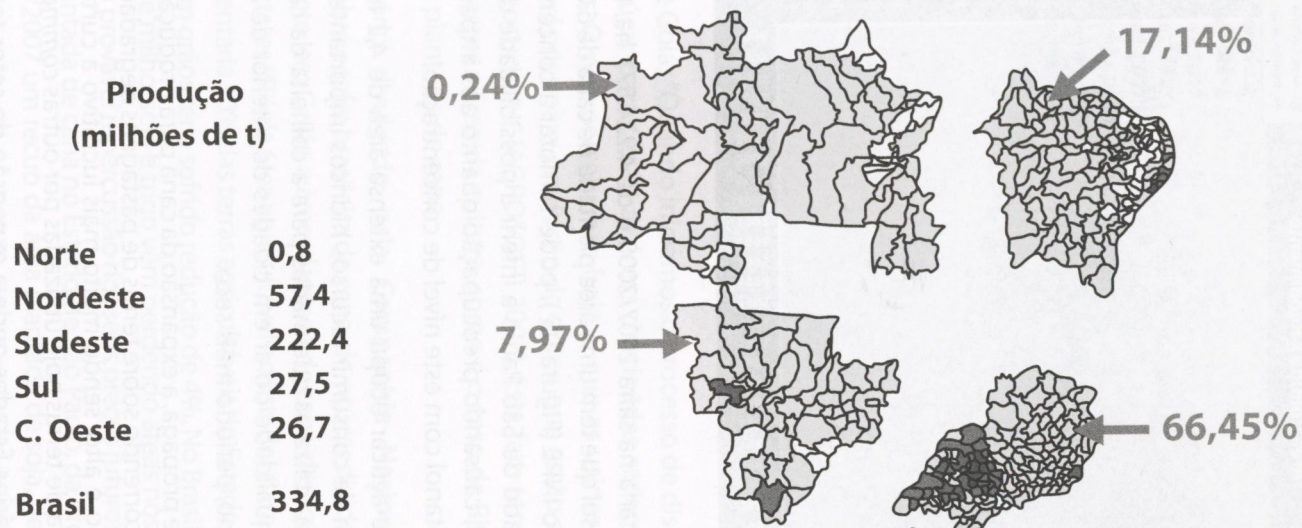 Produção
(milhões de t)
Norte 0,8
Nordeste 57,4
Sudeste 222,4
Sul 27,5
C. Oeste 26,7
Brasil 334,8
0,24%
17,14%
7,97%
66,45%